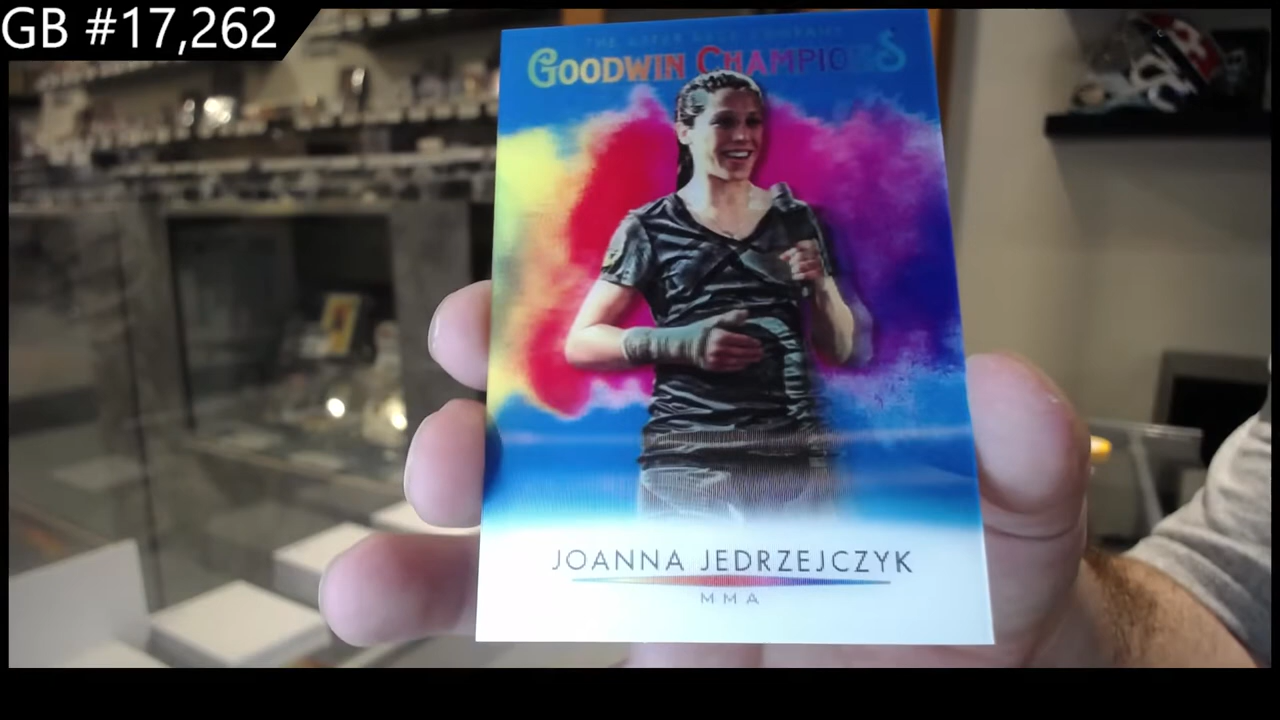 GB #17,262
THE UPPER DECK COMPANY
GOODWIN CHAMPIONS
JOANNA JEDRZEJCZYK
MMA